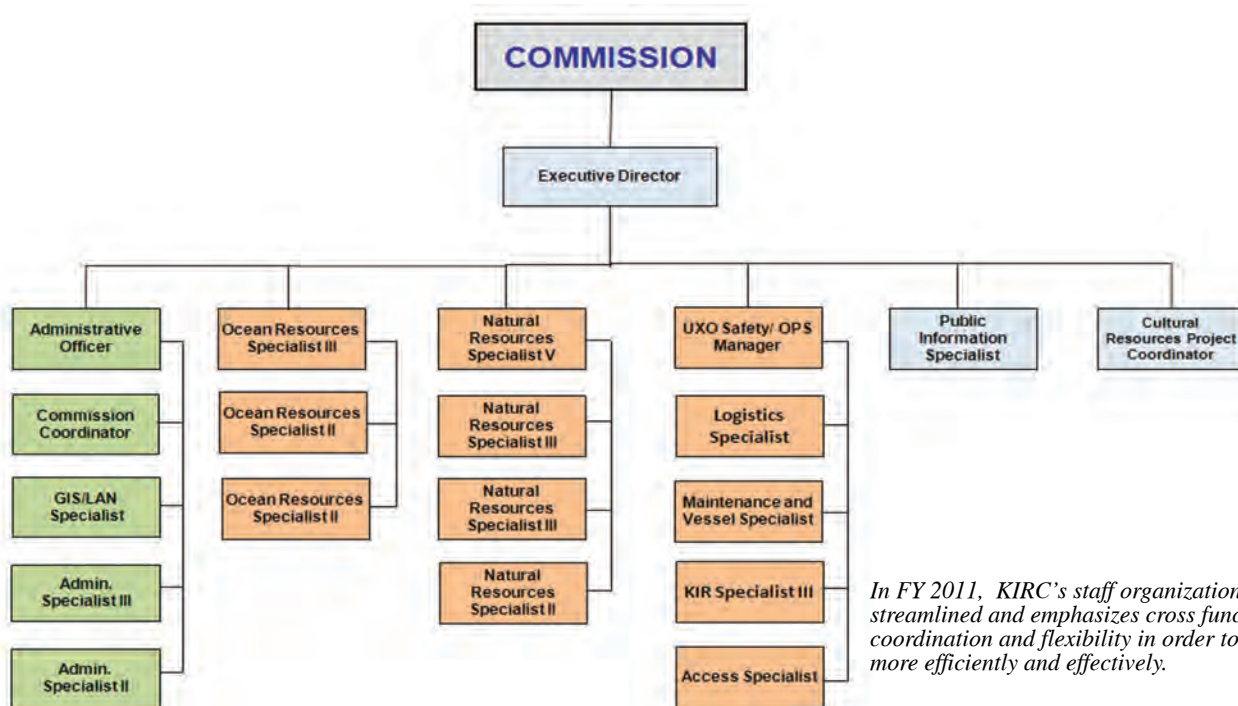 COMMISSION
Executive Director
Administrative
Officer
Commission
Coordinator
GIS/LAN
Specialist
Admin.
Specialist III
Admin.
Specialist II
Ocean Resources
Specialist III
Ocean Resources
Specialist II
Ocean Resources
Specialist II
Natural
Resources
Specialist V
Natural
Resources
Specialist III
Natural
Resources
Specialist III
Natural
Resources
Specialist II
UXO Safety/ OPS
Manager
Logistics
Specialist
Maintenance and
Vessel Specialist
KIR Specialist III
Access Specialist
Public
Information
Specialist
Cultural
Resources Project
Coordinator
In FY 2011, KIRC’s staff organization
streamlined and emphasizes cross func
coordination and flexibility in order to
more efficiently and effectively.